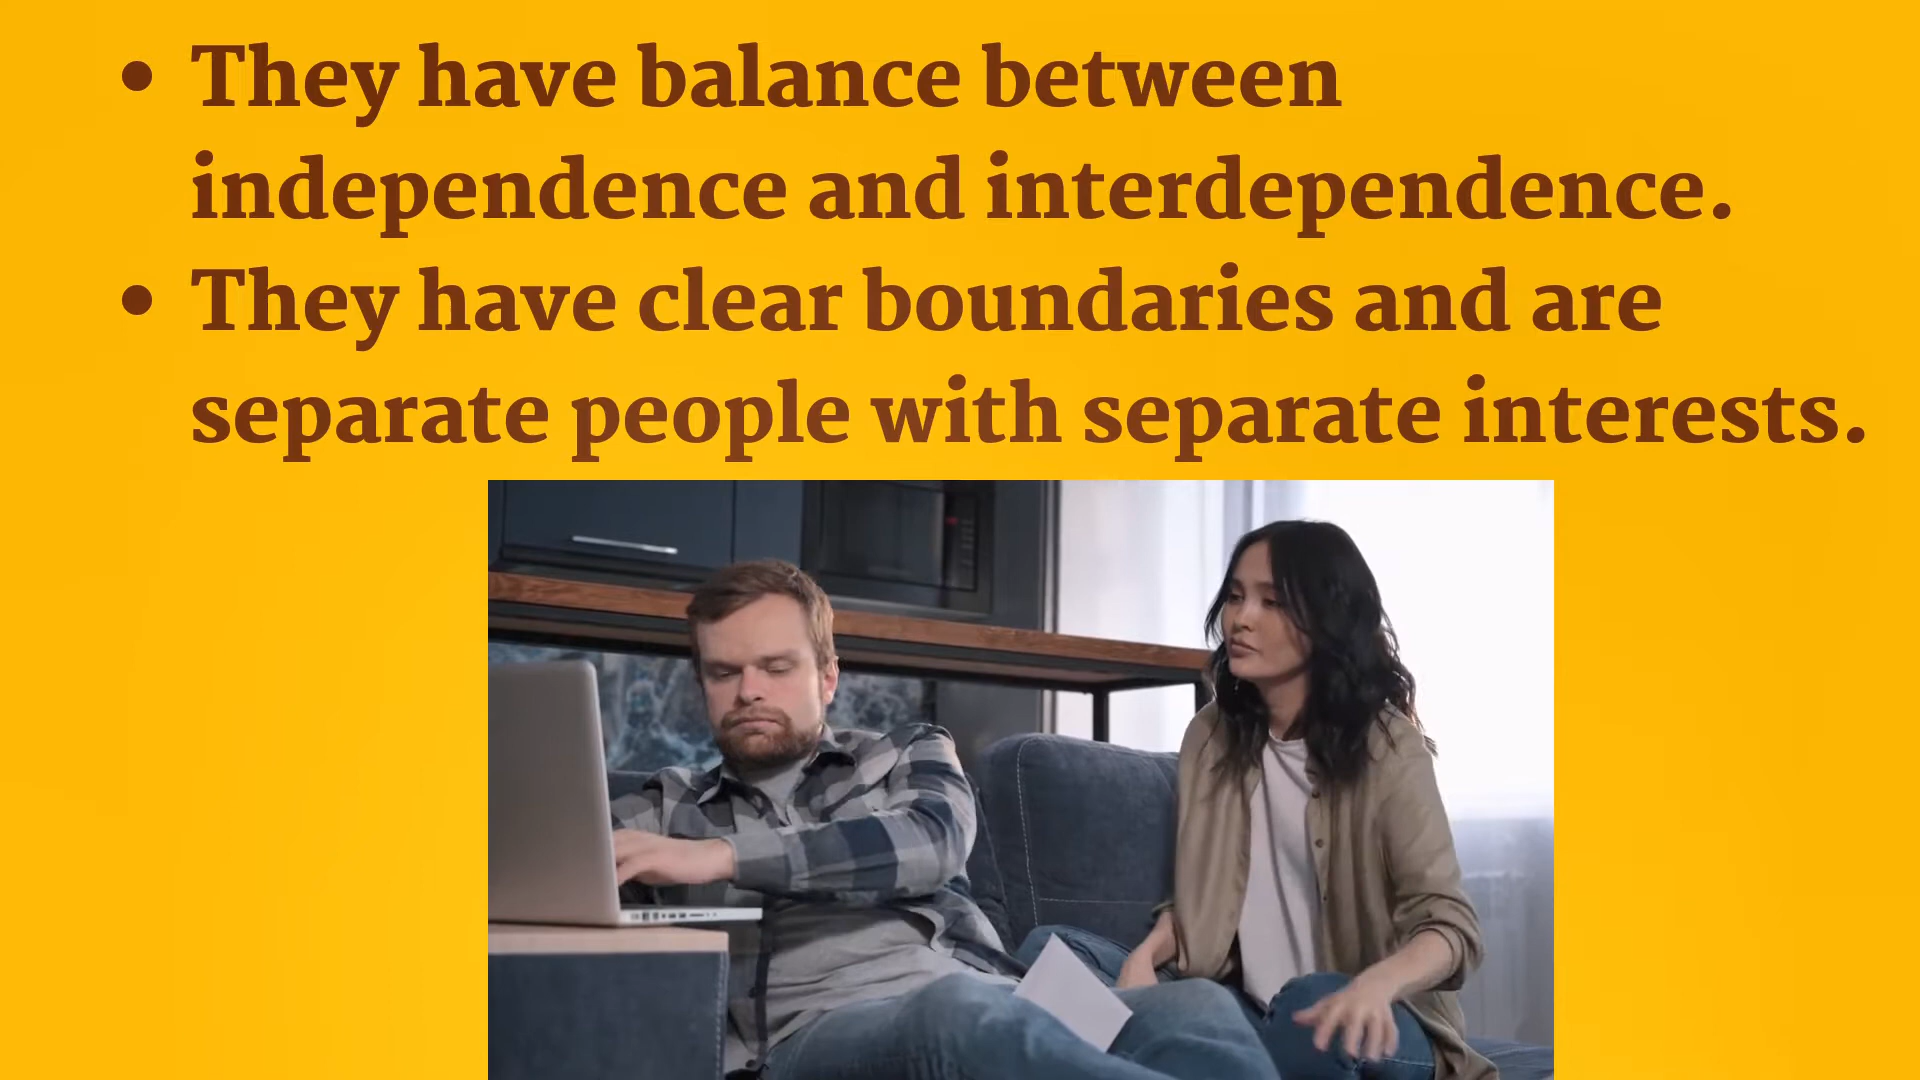 • They have balance between
independence and interdependence.
• They have clear boundaries and are
separate people with separate interests.